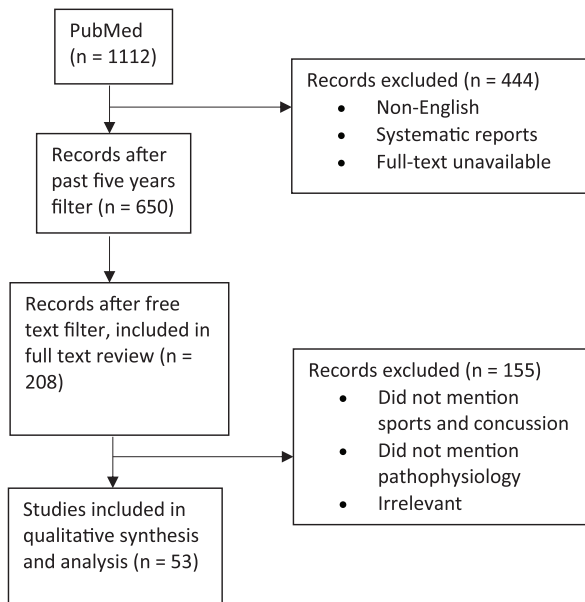 PubMed
(n = 1112)
Records excluded (n = 444)
• Non-English
• Systematic reports
• Full-text unavailable
Records after
past five years
filter (n = 650)
Records after free
text filter, included in
full text review (n =
208)
Records excluded (n = 155)
• Did not mention
sports and concussion
• Did not mention
pathophysiology
• Irrelevant
Studies included in
qualitative synthesis
and analysis (n = 53)